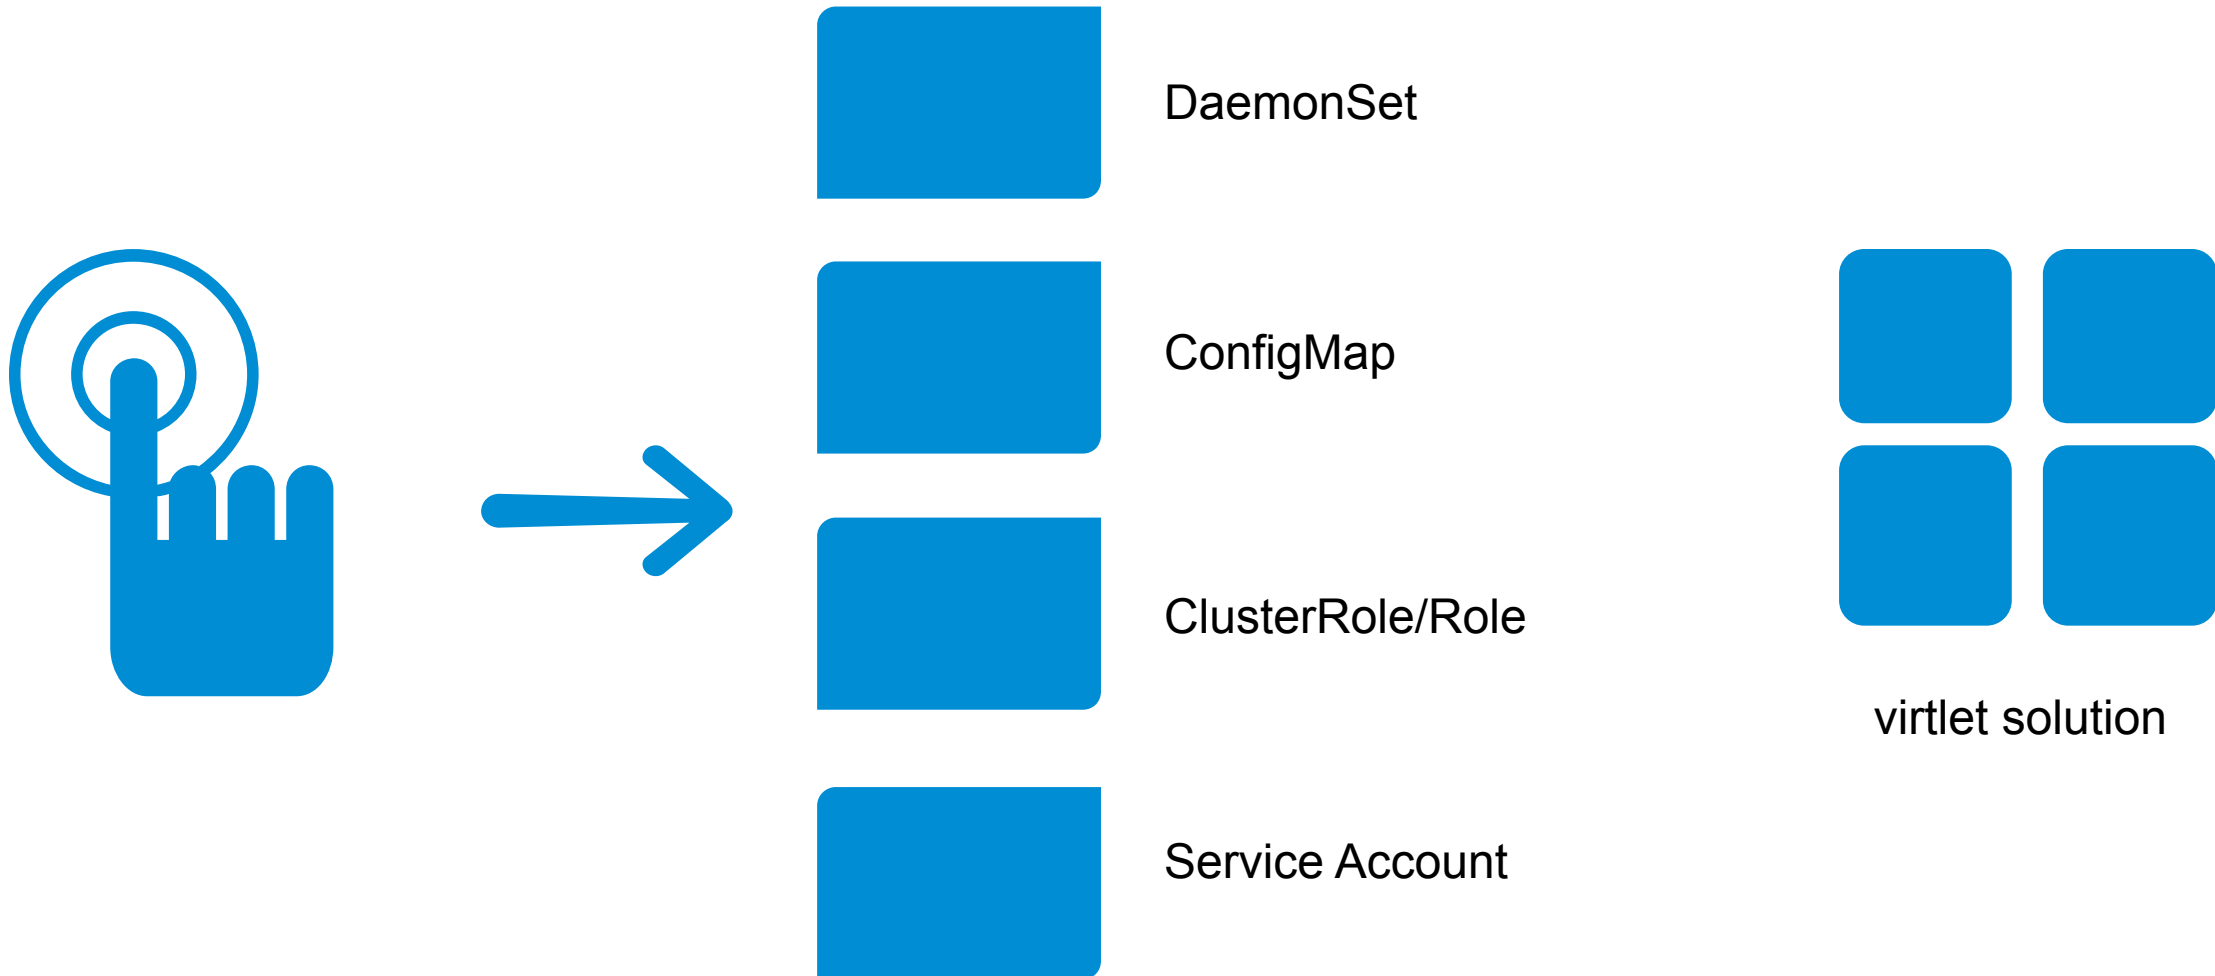 DaemonSet
ConfigMap
ClusterRole/Role
virtlet solution
Service Account